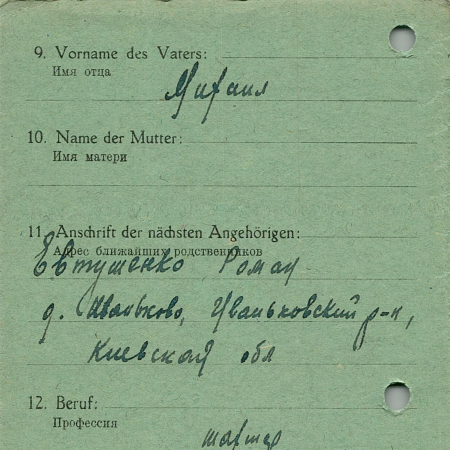 9. Vorname des Vaters:
Имя отца
Михаил
10. Name der Mutter:
Имя матери
11. Anschrift der nächsten Angehörigen:
Адрес ближайших родственников
Евтушенко Роман
д. Иваньково, Иваньковский р-н,
Киевская обл
12. Beruf:
Профессия